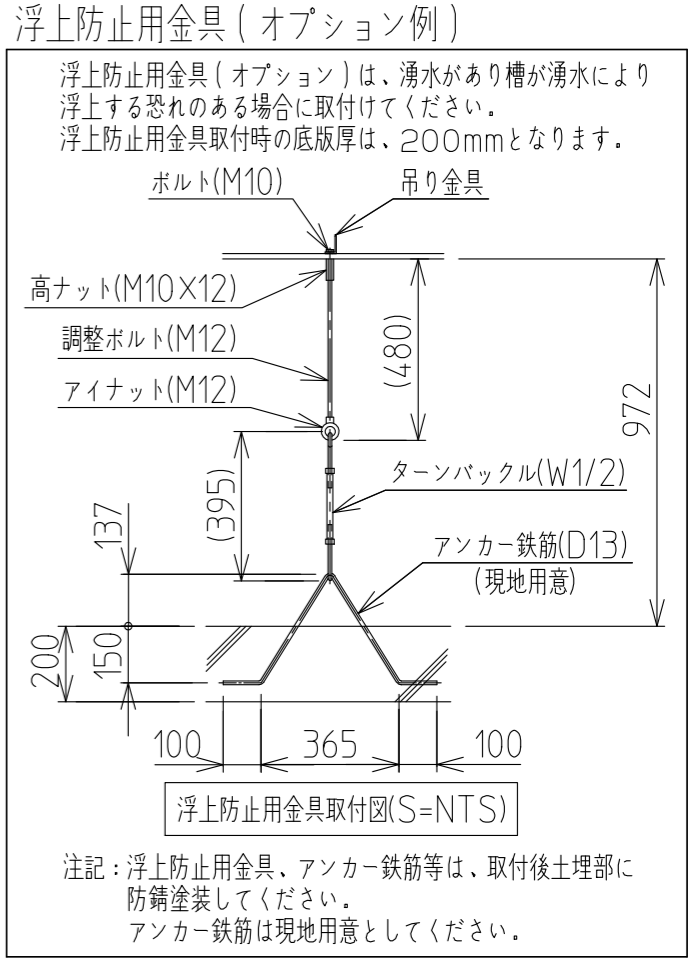 浮上防止用金具(オプション例)
浮上防止用金具(オプション)は、湧水があり槽が湧水により
浮上する恐れのある場合に取付けてください。
浮上防止用金具取付時の底版厚は、200mmとなります。
ボルト(M10)
吊り金具
高ナット(M10X12)
調整ボルト(M12)
アイナット(M12)
(480)
972
(395)
ターンバックル(W1/2)
137
アンカー鉄筋(D13)
(現地用意)
200
150
100
365
100
浮上防止用金具取付図(S=NTS)
注記:浮上防止用金具、アンカー鉄筋等は、取付後土埋部に
防錆塗装してください。
アンカー鉄筋は現地用意としてください。